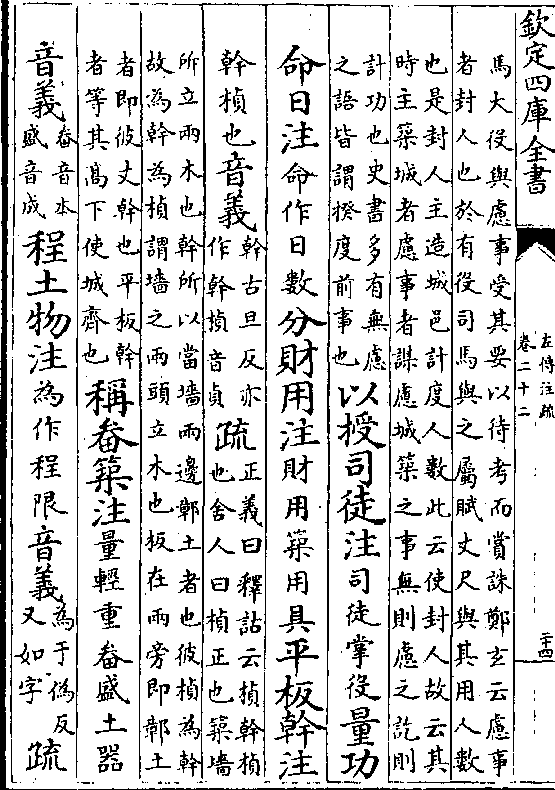 欽定四庫全書
左傳注疏
卷二十二
二十四
馬大役與慮事受其要以待考而賞誅鄭玄云慮事
者封人也於有役司馬與之屬賦丈尺與其用人數
也是封人主造城邑計度人數此云使封人故云其
時主築城者慮事者謀慮城築之事無則慮之訖則
計功也史書多有無慮
之語皆謂揆度前事也
以授司徒注司徒掌役量功
命日注命作日數分財用注財用築用具平板幹注
幹楨也音義
幹古旦反亦
作幹楨音貞
疏
正義曰釋詁云楨幹楨
也舍人曰楨正也築墻
所立兩木也幹所以當墻兩邊鄣土者也彼楨為幹
故為幹為楨謂墻之兩頭立木也板在兩旁即鄣土
者即彼丈幹也平板幹
者等其高下使城齊也
稱畚築注量輕重畚盛土器
音義
畚音本
盛音成
程土物注為作程限音義
為于偽反
又如字
疏